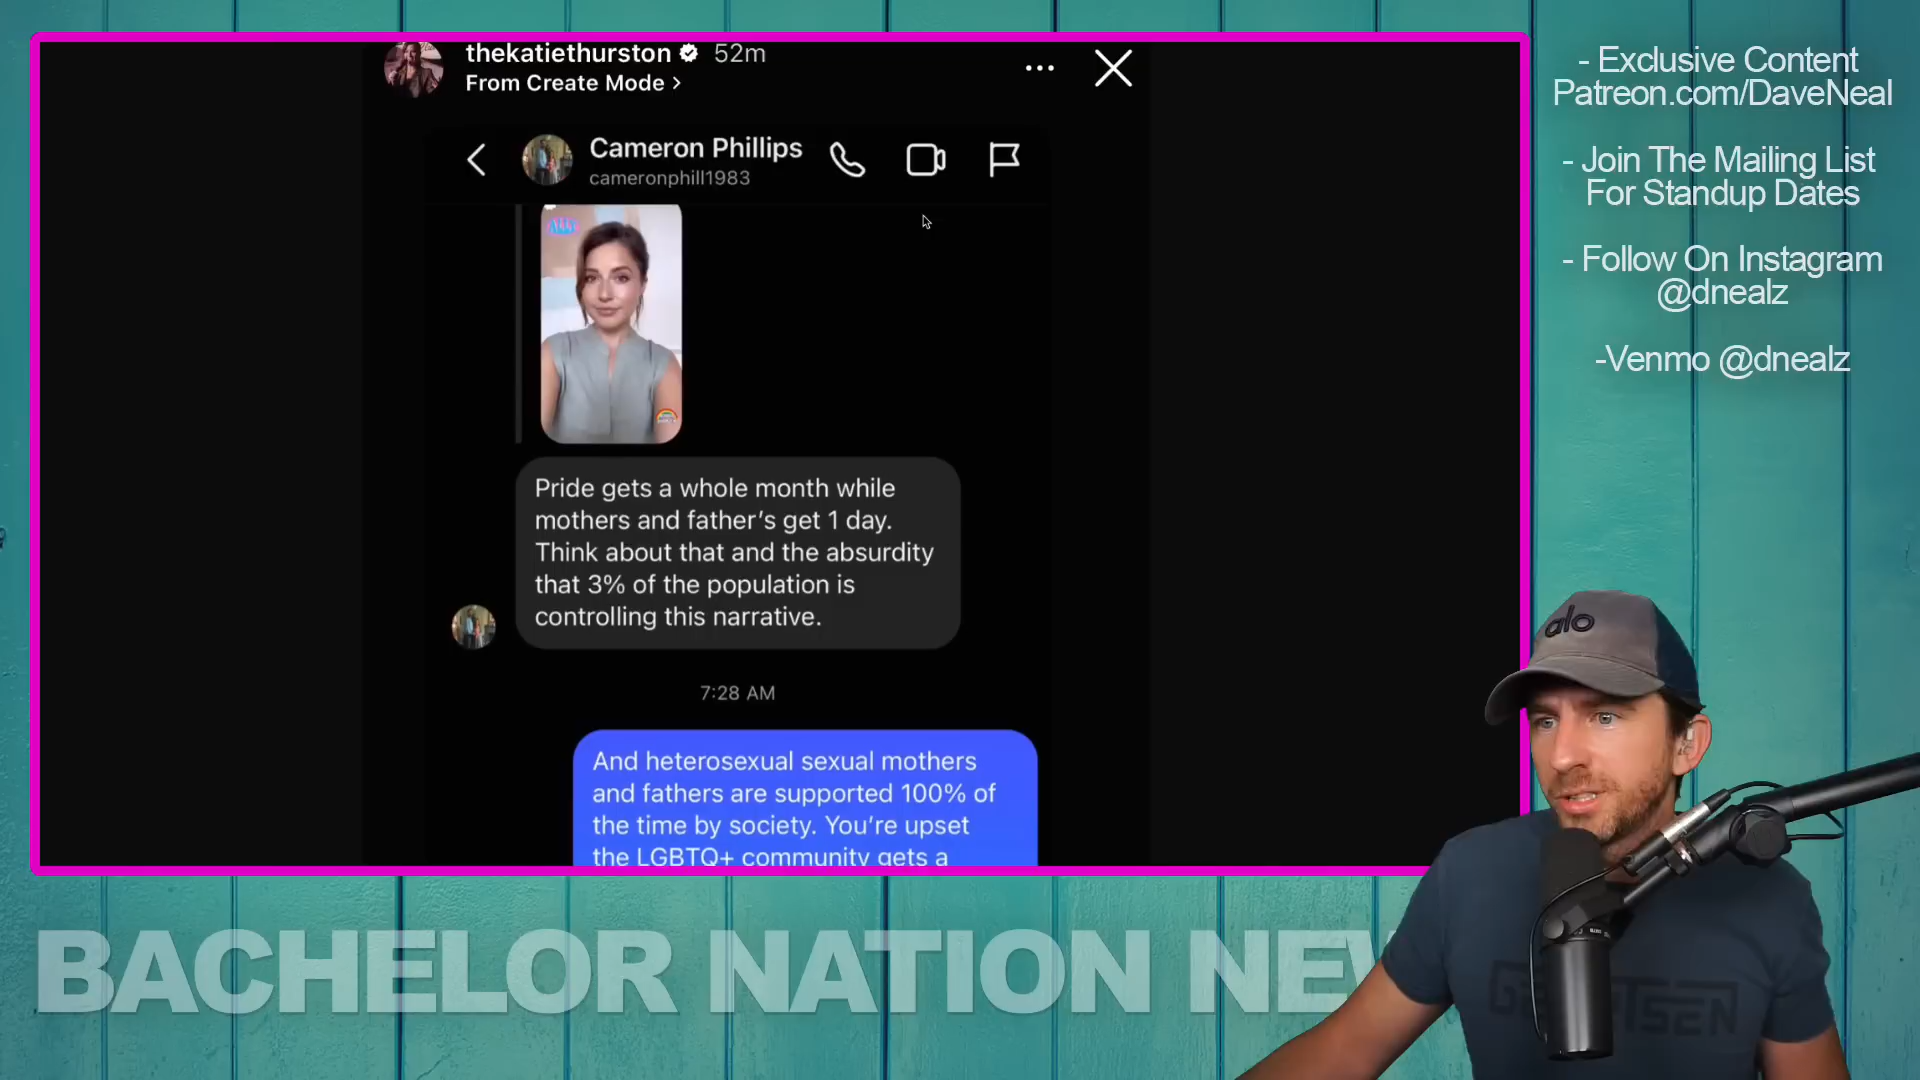 thekatiethurston 52m
From Create Mode >
Cameron Phillips
cameronphill1983
ALLY
Pride gets a whole month while
mothers and father's get 1 day.
Think about that and the absurdity
that 3% of the population is
controlling this narrative.
7:28 AM
And heterosexual sexual mothers
and fathers are supported 100% of
the time by society. You're upset
the LGBTQ+ community gets a
- Exclusive Content
Patreon.com/DaveNeal
- Join The Mailing List
For Standup Dates
- Follow On Instagram
@dnealz
-Venmo @dnealz
alo
BACHELOR NATION NEW